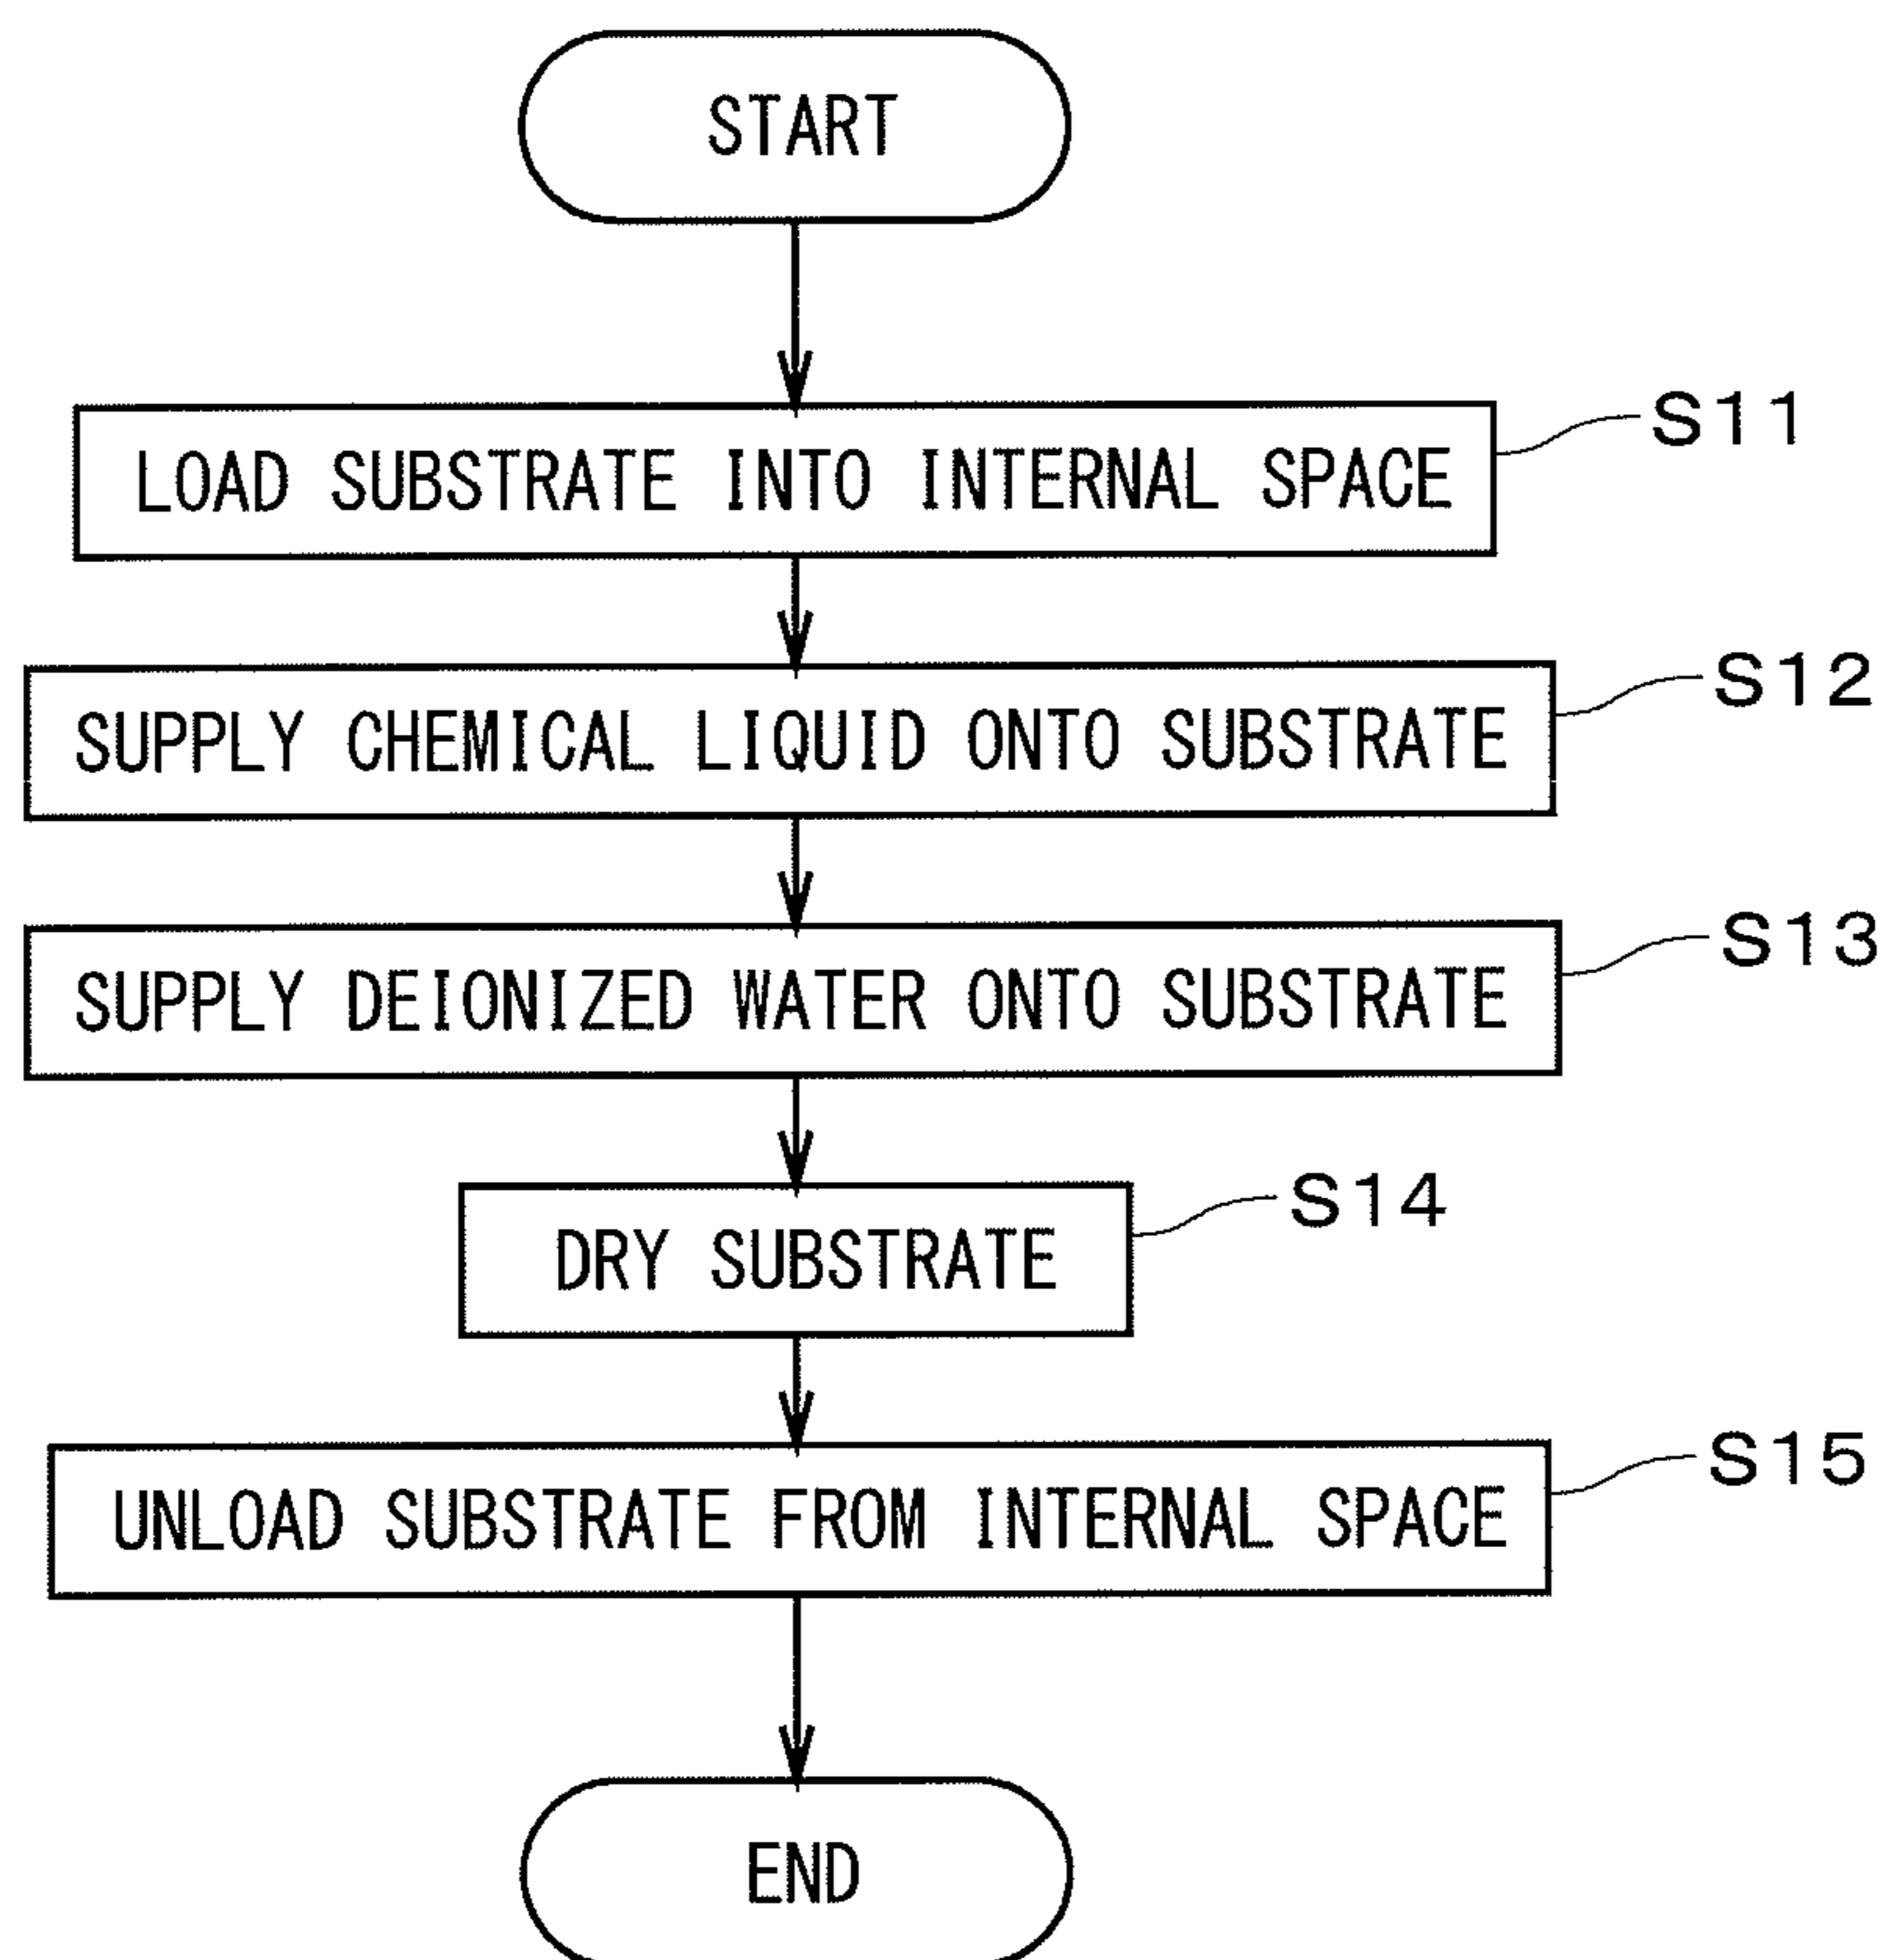 START
LOAD SUBSTRATE INTO INTERNAL SPACE
S11
SUPPLY CHEMICAL LIQUID ONTO SUBSTRATE
S12
SUPPLY DEIONIZED WATER ONTO SUBSTRATE
S13
DRY SUBSTRATE
S14
UNLOAD SUBSTRATE FROM INTERNAL SPACE
S15
END